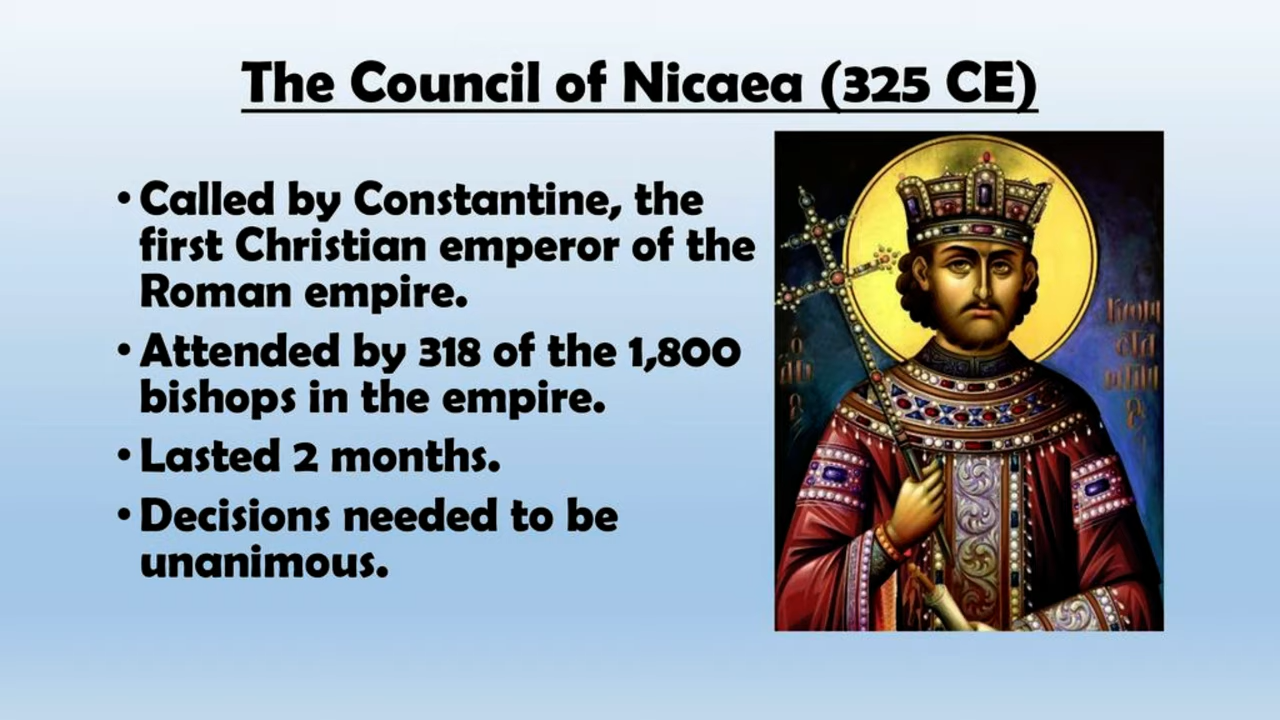 The Council of Nicaea (325 CE)
• Called by Constantine, the
first Christian emperor of the
Roman empire.
• Attended by 318 of the 1,800
bishops in the empire.
• Lasted 2 months.
• Decisions needed to be
unanimous.